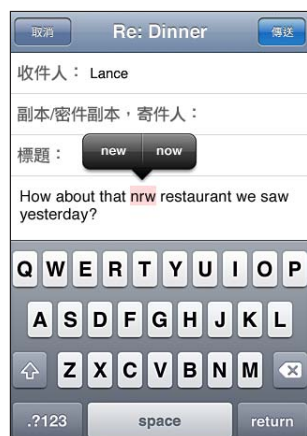 取消 Re: Dinner 傳送
收件人： Lance
副本/密件副本，寄件人：
標題：
new now
How about that nrw restaurant we saw
yesterday?
Q W E R T Y U I O P
A S D F G H J K L
Z X C V B N M
.?123 space return